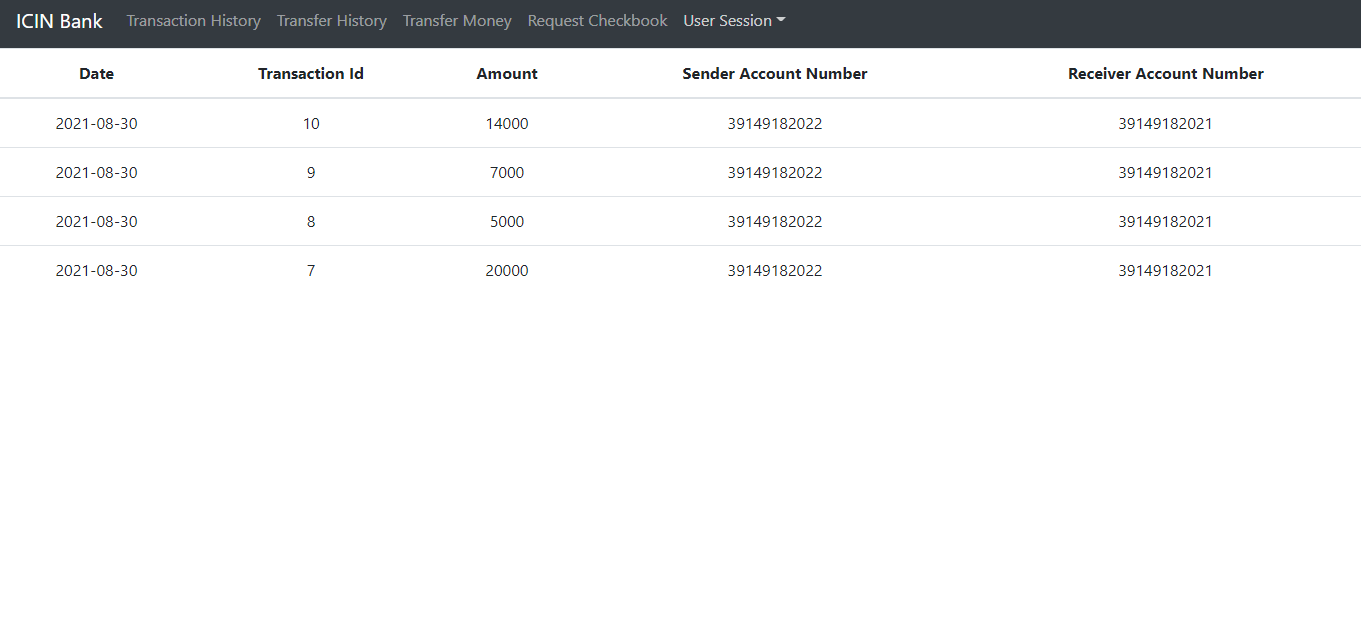 ICIN Bank Transaction History Transfer History Transfer Money Request Checkbook User Session
Date Transaction Id Amount Sender Account Number Receiver Account Number
2021-08-30 10 14000 39149182022 39149182021
2021-08-30 9 7000 39149182022 39149182021
2021-08-30 8 5000 39149182022 39149182021
2021-08-30 7 20000 39149182022 39149182021